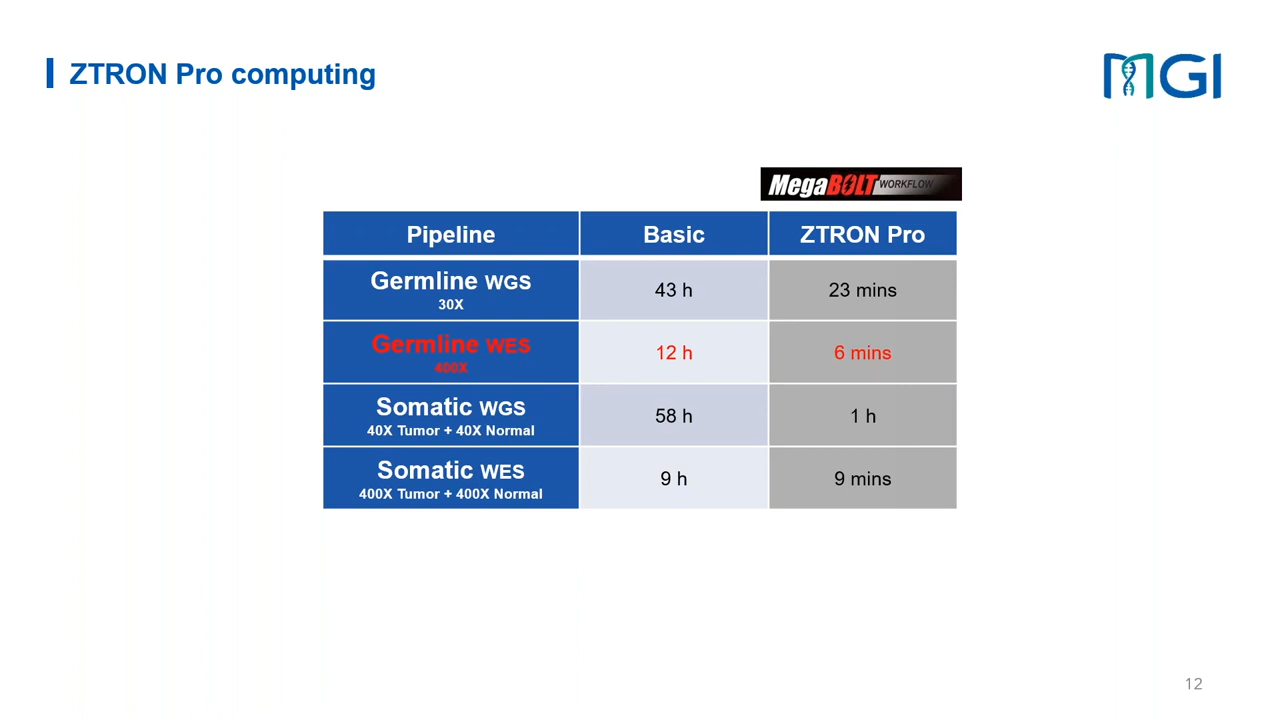 ZTRON Pro computing
MGI
MegaBOLT WORKFLOW
Pipeline Basic ZTRON Pro
Germline WGS
30X
43 h 23 mins
Germline WES
400X
12 h 6 mins
Somatic WGS
40X Tumor + 40X Normal
58 h 1 h
Somatic WES
400X Tumor + 400X Normal
9 h 9 mins
12